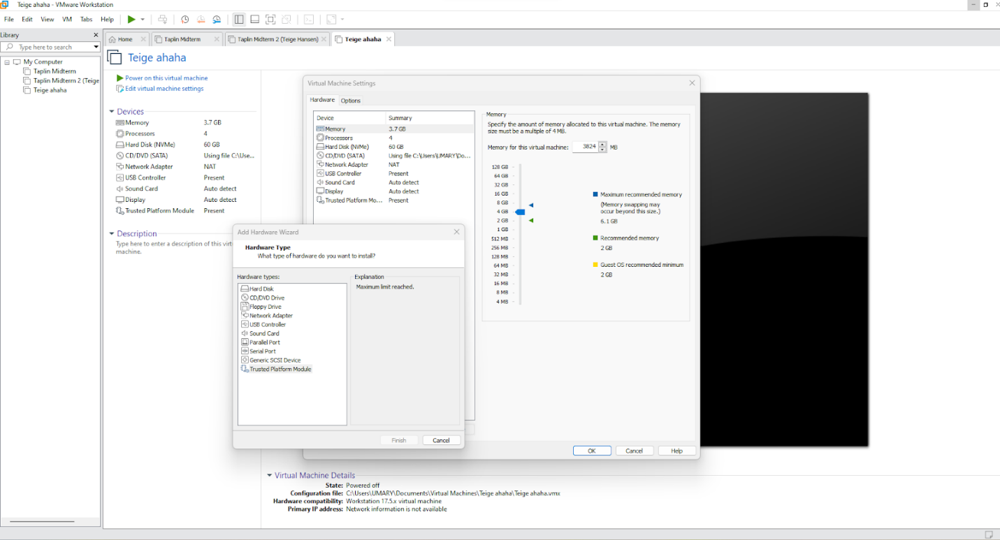 Teige ahaha - VMware Workstation
File Edit View VM Tabs Help
Library
Type here to search
My Computer
Taplin Midterm
Taplin Midterm 2 (Teige
Teige ahaha
Home Taplin Midterm Taplin Midterm 2 (Teige Hansen) Teige ahaha
Teige ahaha
Power on this virtual machine
Edit virtual machine settings
Devices
Memory 3.7 GB
Processors 4
Hard Disk (NVMe) 60 GB
CD/DVD (SATA) Using file C:\Use...
Network Adapter NAT
USB Controller Present
Sound Card Auto detect
Display Auto detect
Trusted Platform Module Present
Description
Type here to enter a description of this virt
machine.
Virtual Machine Settings
Hardware Options
Device Summary
Memory 3.7 GB
Processors 4
Hard Disk (NVMe) 60 GB
CD/DVD (SATA) Using file C:\Users\UMARY\Do...
Network Adapter NAT
USB Controller Present
Sound Card Auto detect
Display Auto detect
Trusted Platform Mo... Present
Memory
Specify the amount of memory allocated to this virtual machine. The memory
size must be a multiple of 4 MB.
Memory for this virtual machine: 3824 MB
128 GB
64 GB
32 GB
16 GB
8 GB
4 GB
2 GB
1 GB
512 MB
256 MB
128 MB
64 MB
32 MB
16 MB
8 MB
4 MB
Maximum recommended memory
(Memory swapping may
occur beyond this size.)
6.1 GB
Recommended memory
2 GB
Guest OS recommended minimum
2 GB
OK Cancel Help
Add Hardware Wizard
Hardware Type
What type of hardware do you want to install?
Hardware types:
Hard Disk
CD/DVD Drive
Floppy Drive
Network Adapter
USB Controller
Sound Card
Parallel Port
Serial Port
Generic SCSI Device
Trusted Platform Module
Explanation
Maximum limit reached.
Finish Cancel
Virtual Machine Details
State: Powered off
Configuration file: C:\Users\UMARY\Documents\Virtual Machines\Teige ahaha\Teige ahaha.vmx
Hardware compatibility: Workstation 17.5.x virtual machine
Primary IP address: Network information is not available